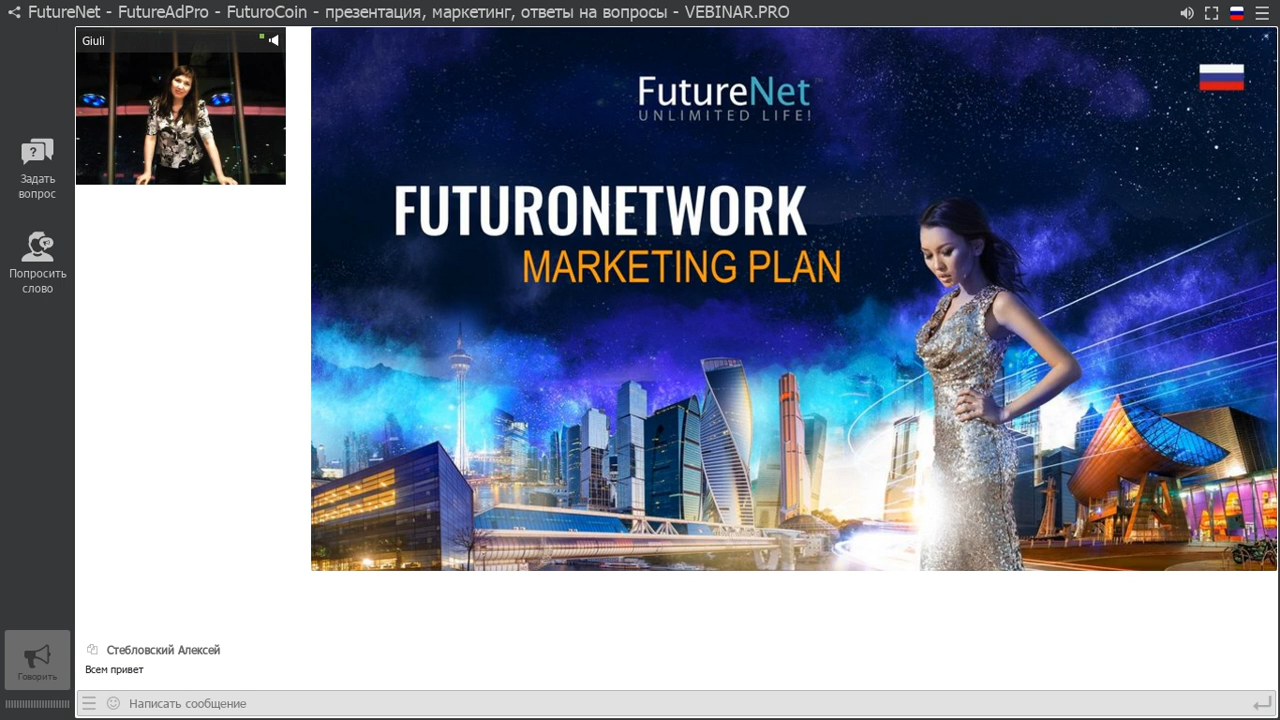 FutureNet - FutureAdPro - FuturoCoin - презентация, маркетинг, ответы на вопросы - VEBINAR.PRO
Giuli
Задать
вопрос
Попросить
слово
FutureNet
UNLIMITED LIFE!
FUTURONETWORK
MARKETING PLAN
Стебловский Алексей
Всем привет
Говорить
Написать сообщение